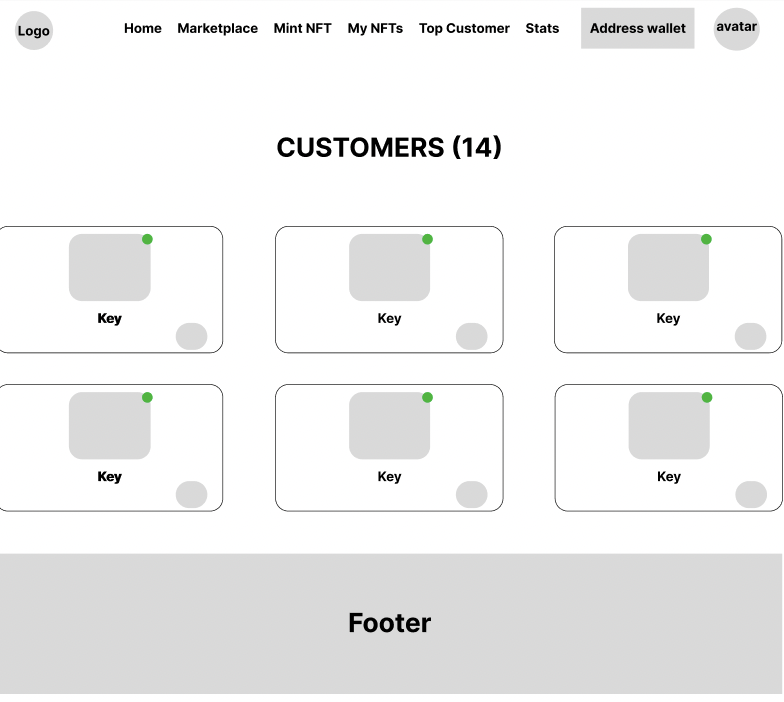 Logo Home Marketplace Mint NFT My NFTs Top Customer Stats Address wallet avatar
CUSTOMERS (14)
Key Key Key
Key Key Key
Footer